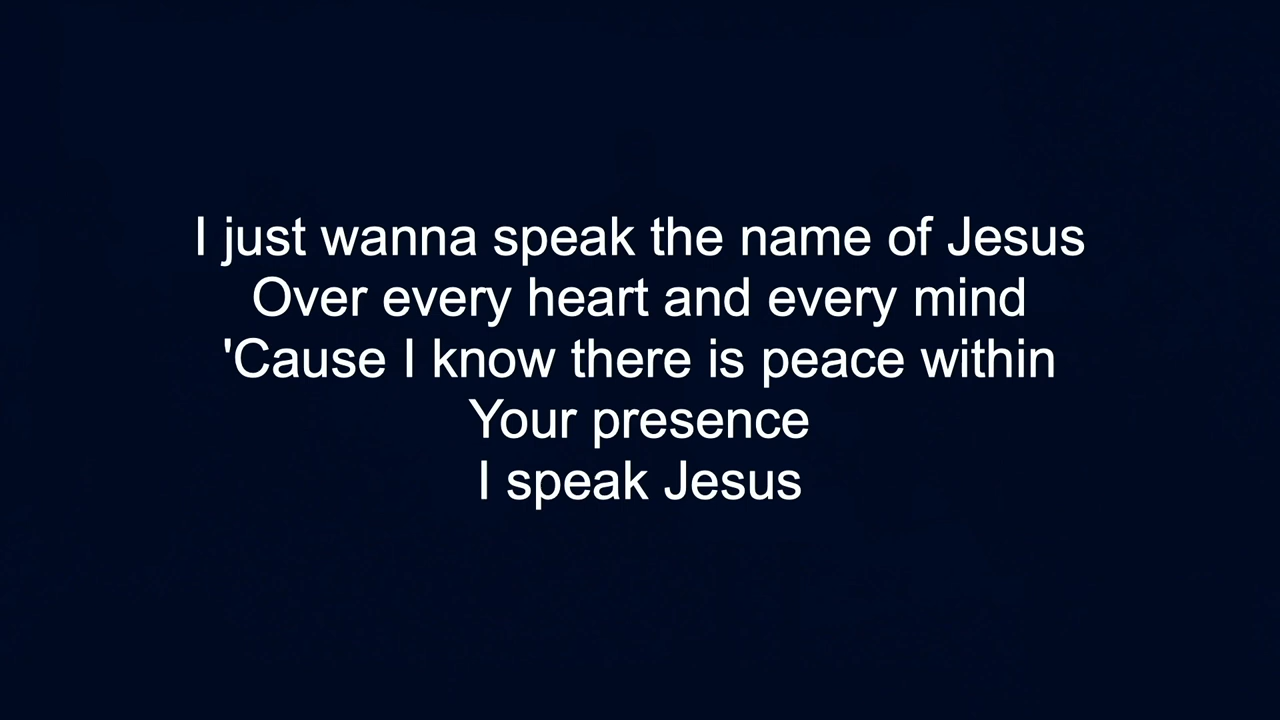 I just wanna speak the name of Jesus
Over every heart and every mind
'Cause I know there is peace within
Your presence
I speak Jesus